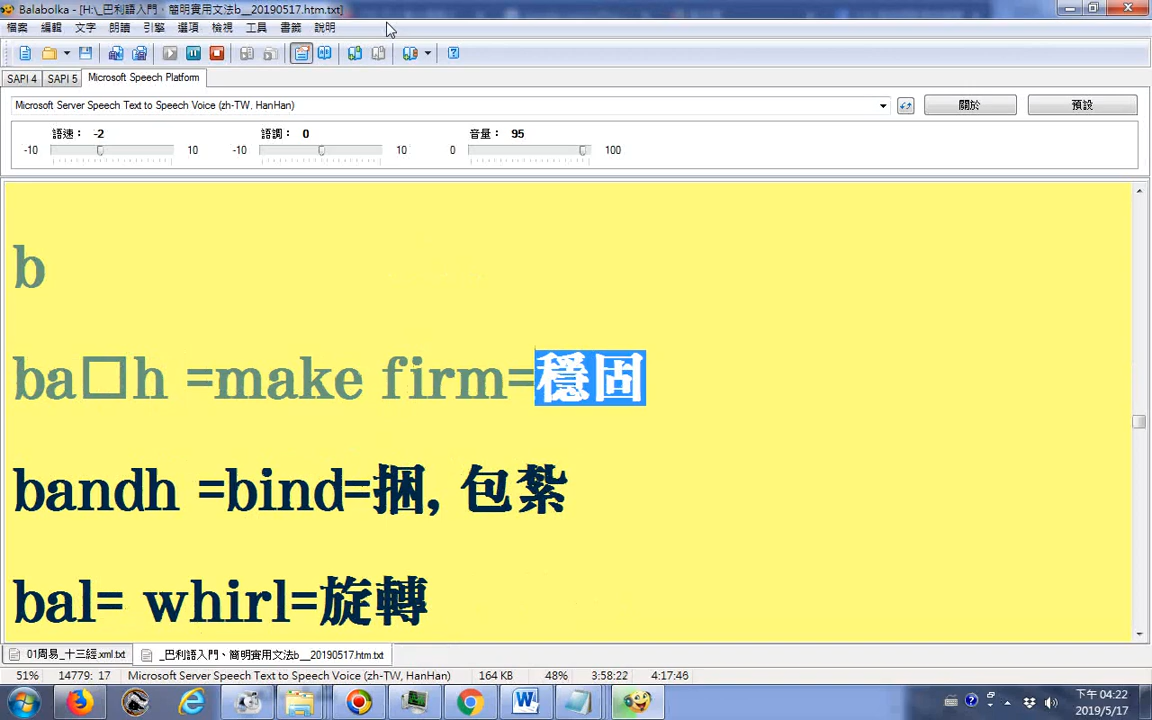 Balabolka - [H:\_巴利語入門、簡明實用文法b__20190517.htm.txt]
檔案 編輯 文字 朗讀 引擎 選項 檢視 工具 書籤 說明
SAPI 4 SAPI 5 Microsoft Speech Platform
Microsoft Server Speech Text to Speech Voice (zh-TW, HanHan) 關於 預設
語速： -2 語調： 0 音量： 95
-10 10 -10 10 0 100
b
ba□h =make firm=穩固
bandh =bind=捆, 包紮
bal= whirl=旋轉
01周易_十三經.xml.txt _巴利語入門、簡明實用文法b__20190517.htm.txt
51% 14779: 17 Microsoft Server Speech Text to Speech Voice (zh-TW, HanHan) 164 KB 48% 3:58:22 4:17:46
下午 04:22
2019/5/17